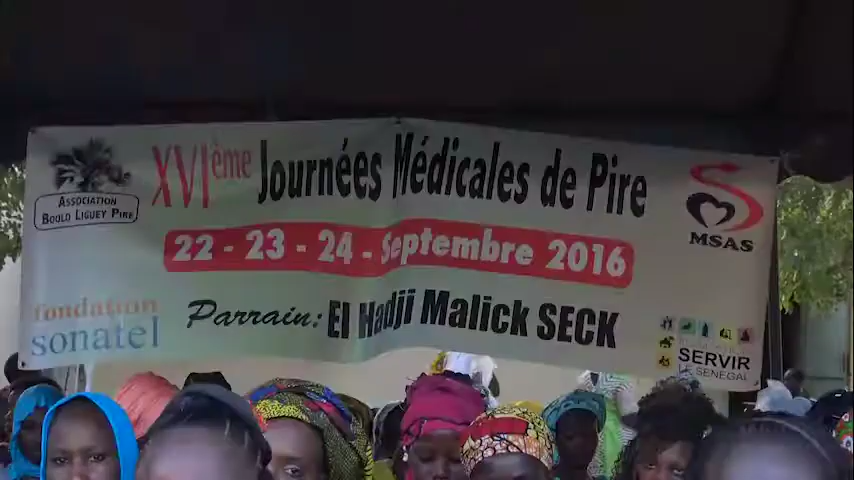 XVIème Journées Médicales de Pire
ASSOCIATION
BOULO LIGUEY PIRE
MSAS
22 - 23 - 24 - Septembre 2016
fondation
sonatel
Parrain: El Hadji Malick SECK
SERVIR
LE SENEGAL